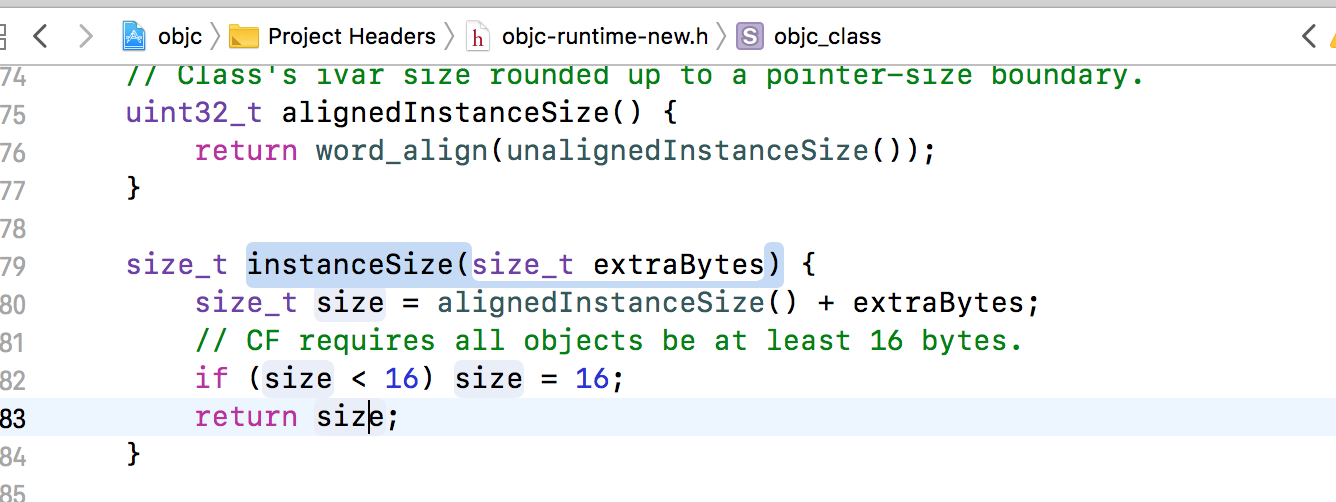 objc Project Headers h objc-runtime-new.h S objc_class
74 // Class's ivar size rounded up to a pointer-size boundary.
75 uint32_t alignedInstanceSize() {
76 return word_align(unalignedInstanceSize());
77 }
78
79 size_t instanceSize(size_t extraBytes) {
80 size_t size = alignedInstanceSize() + extraBytes;
81 // CF requires all objects be at least 16 bytes.
82 if (size < 16) size = 16;
83 return size;
84 }
85